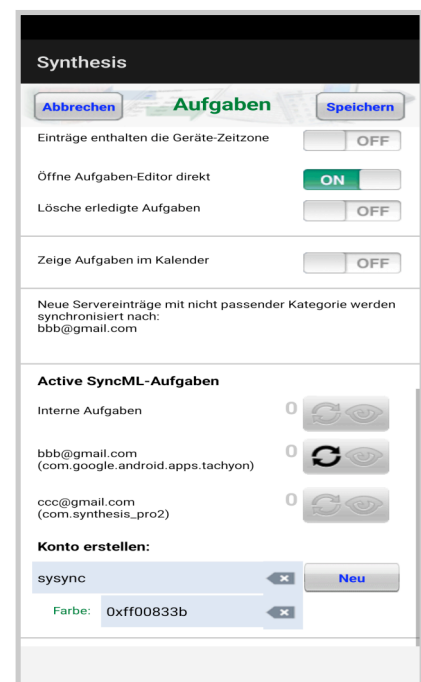 Synthesis
Abbrechen Aufgaben Speichern
Einträge enthalten die Geräte-Zeitzone OFF
Öffne Aufgaben-Editor direkt ON
Lösche erledigte Aufgaben OFF
Zeige Aufgaben im Kalender OFF
Neue Servereinträge mit nicht passender Kategorie werden
synchronisiert nach:
bbb@gmail.com
Active SyncML-Aufgaben
Interne Aufgaben 0
bbb@gmail.com 0
(com.google.android.apps.tachyon)
ccc@gmail.com 0
(com.synthesis_pro2)
Konto erstellen:
sysync Neu
Farbe: 0xff00833b